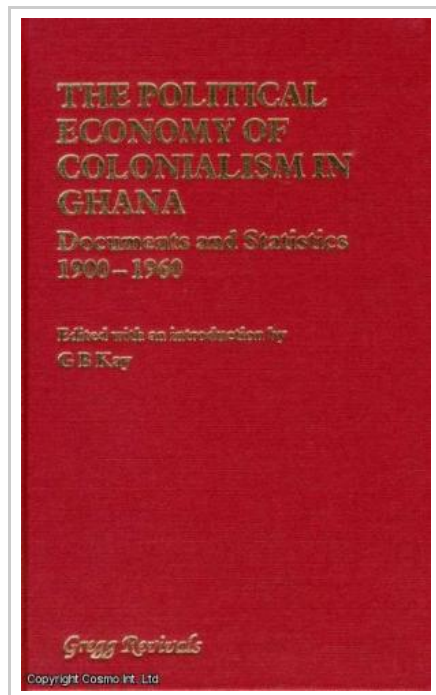 THE POLITICAL
ECONOMY OF
COLONIALISM IN
GHANA
Documents and Statistics
1900–1960
Edited with an introduction by
G B Kay
Gregg Revivals
Copyright Cosmo Int. Ltd